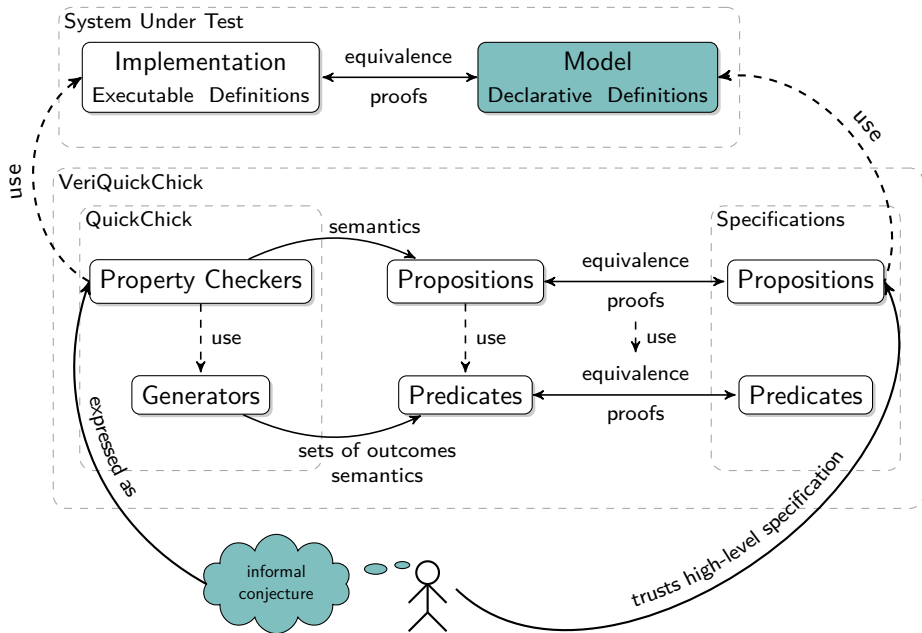 System Under Test
Implementation
Executable Definitions
equivalence
proofs
Model
Declarative Definitions
use
use
VeriQuickChick
QuickChick
semantics
Specifications
Property Checkers
Propositions
equivalence
proofs
Propositions
use
use
use
Generators
Predicates
equivalence
proofs
Predicates
sets of outcomes
semantics
expressed as
trusts high-level specification
informal
conjecture